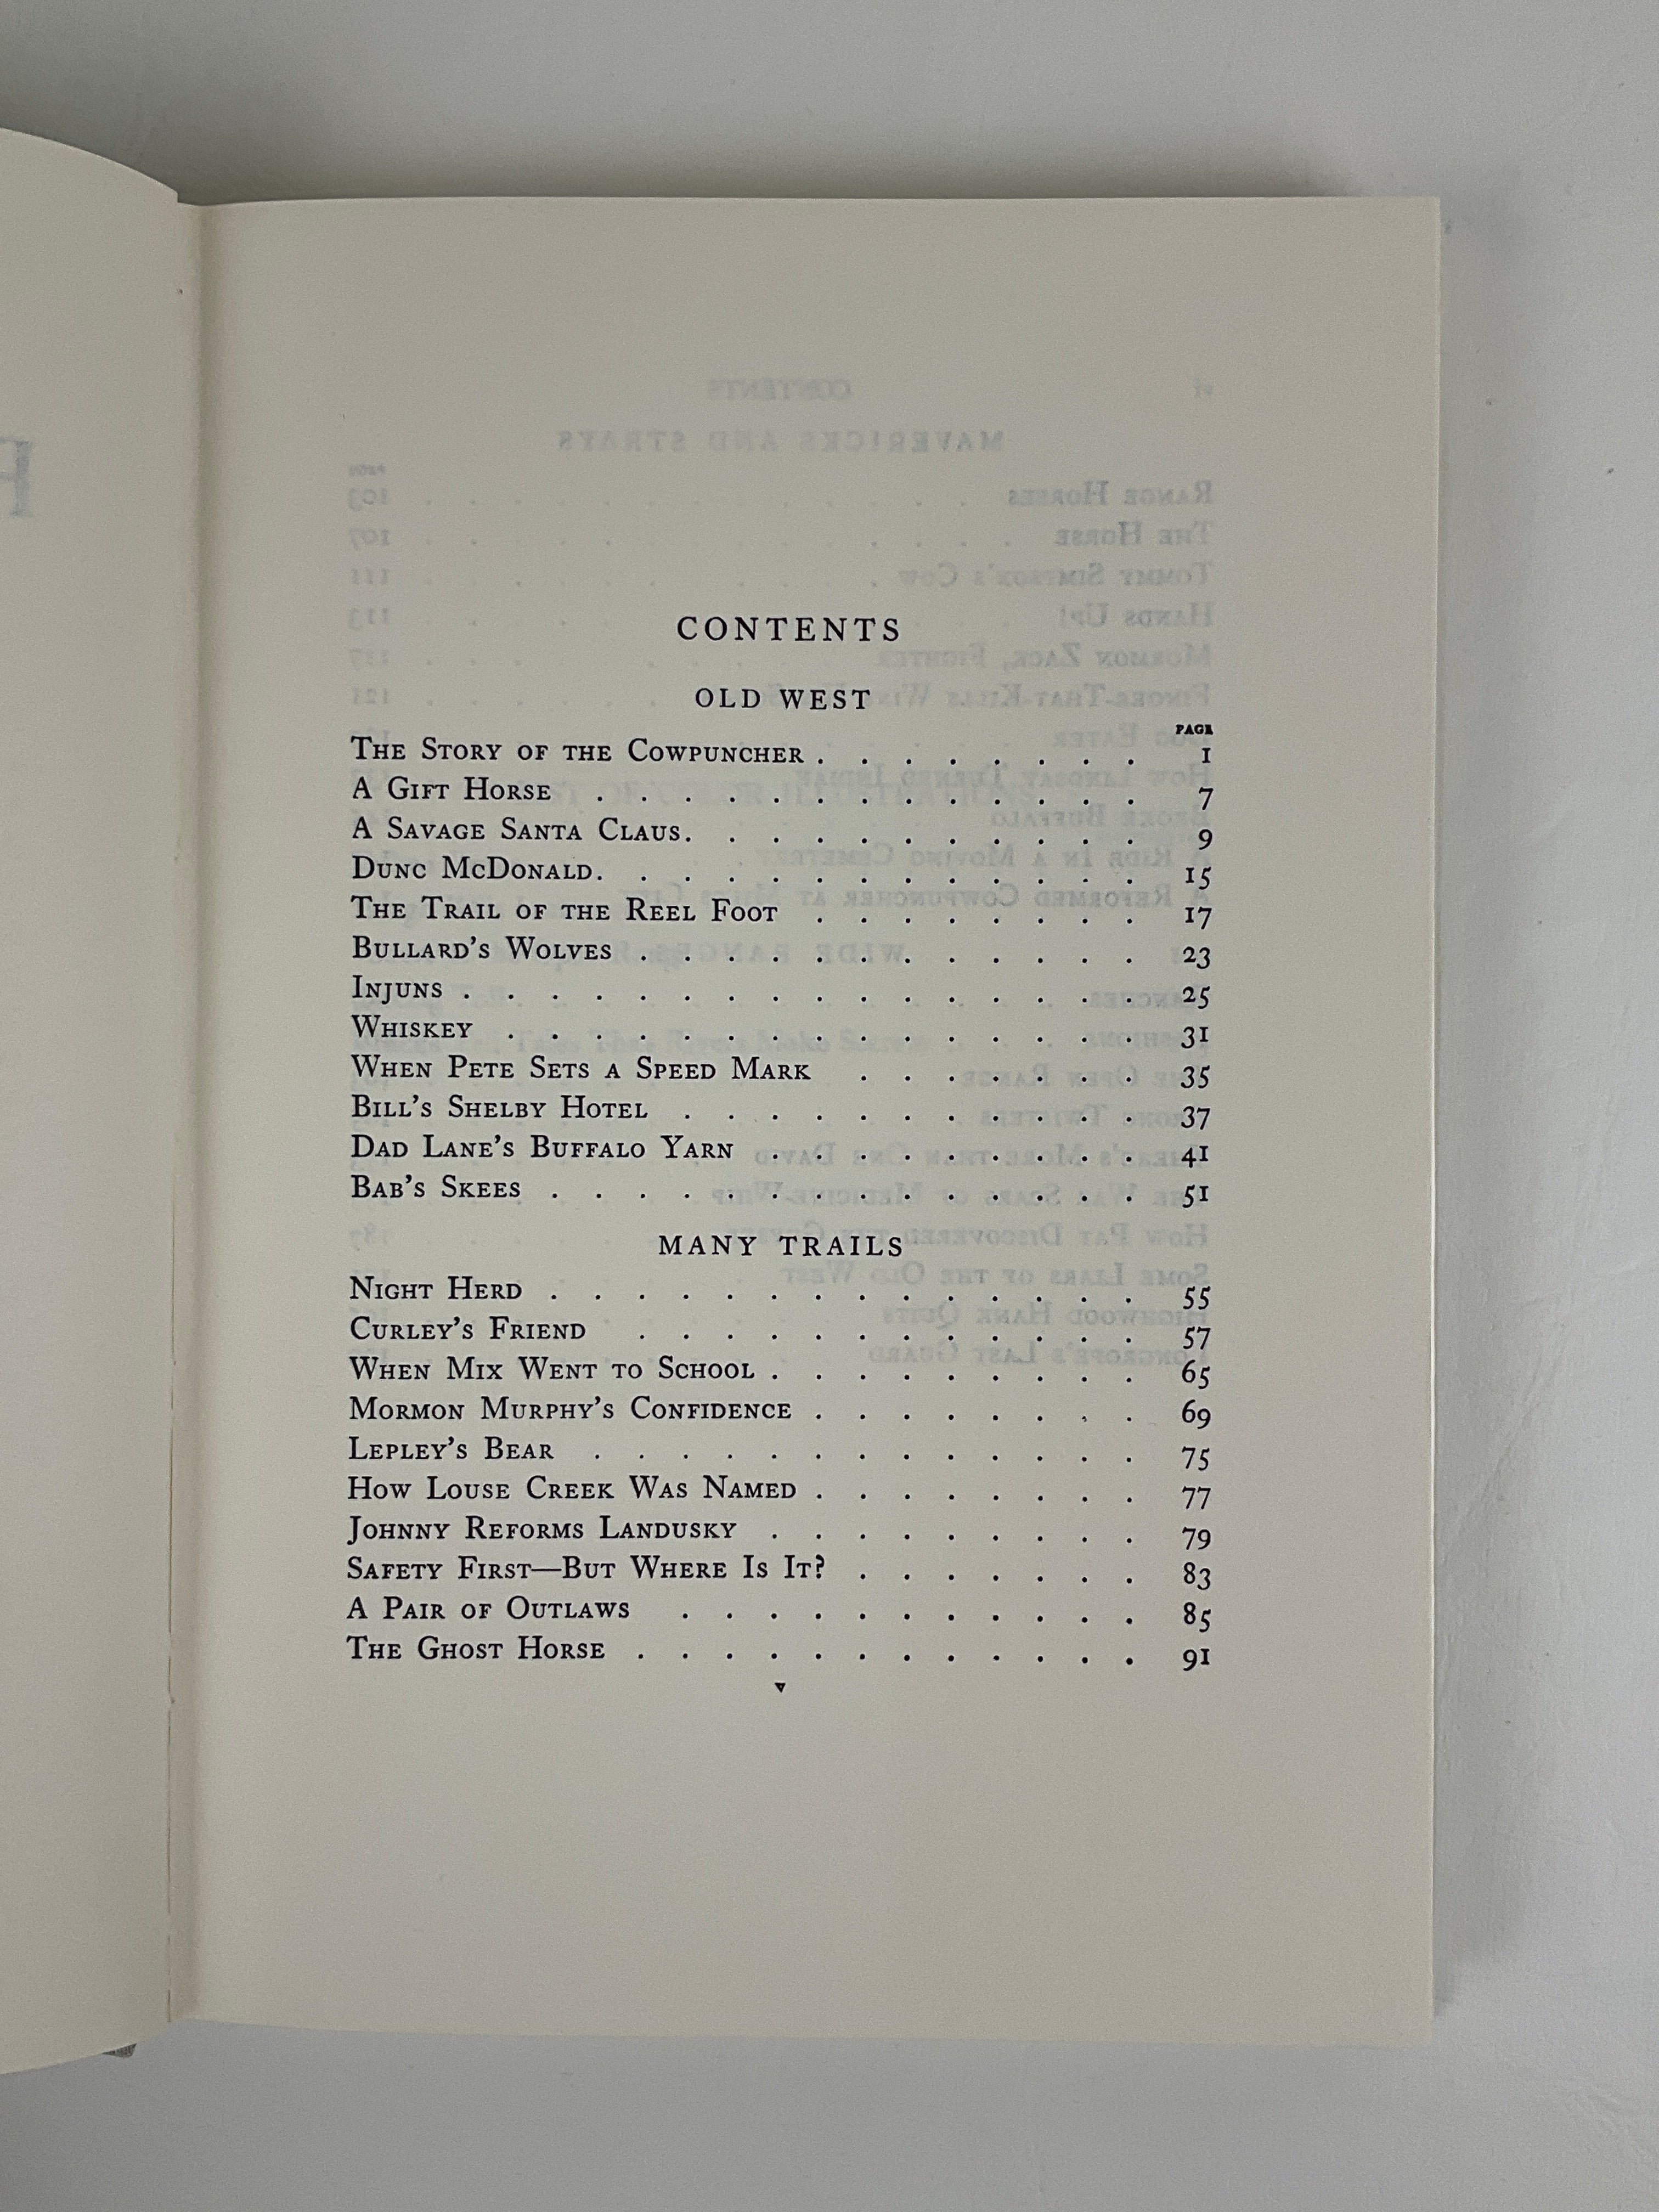 CONTENTS
OLD WEST
PAGE
The Story of the Cowpuncher . . . . . . . . 1
A Gift Horse . . . . . . . . . . . . . 7
A Savage Santa Claus. . . . . . . . . . . 9
Dunc McDonald. . . . . . . . . . . . . 15
The Trail of the Reel Foot . . . . . . . . 17
Bullard's Wolves . . . . . . . . . . . . 23
Injuns . . . . . . . . . . . . . . . . 25
Whiskey . . . . . . . . . . . . . . . 31
When Pete Sets a Speed Mark . . . . . . . 35
Bill's Shelby Hotel . . . . . . . . . . . 37
Dad Lane's Buffalo Yarn . . . . . . . . . 41
Bab's Skees . . . . . . . . . . . . . . 51
MANY TRAILS
Night Herd . . . . . . . . . . . . . . 55
Curley's Friend . . . . . . . . . . . . 57
When Mix Went to School . . . . . . . . . 65
Mormon Murphy's Confidence . . . . . . . . 69
Lepley's Bear . . . . . . . . . . . . . 75
How Louse Creek Was Named . . . . . . . . 77
Johnny Reforms Landusky . . . . . . . . . 79
Safety First—But Where Is It? . . . . . . . 83
A Pair of Outlaws . . . . . . . . . . . 85
The Ghost Horse . . . . . . . . . . . . 91